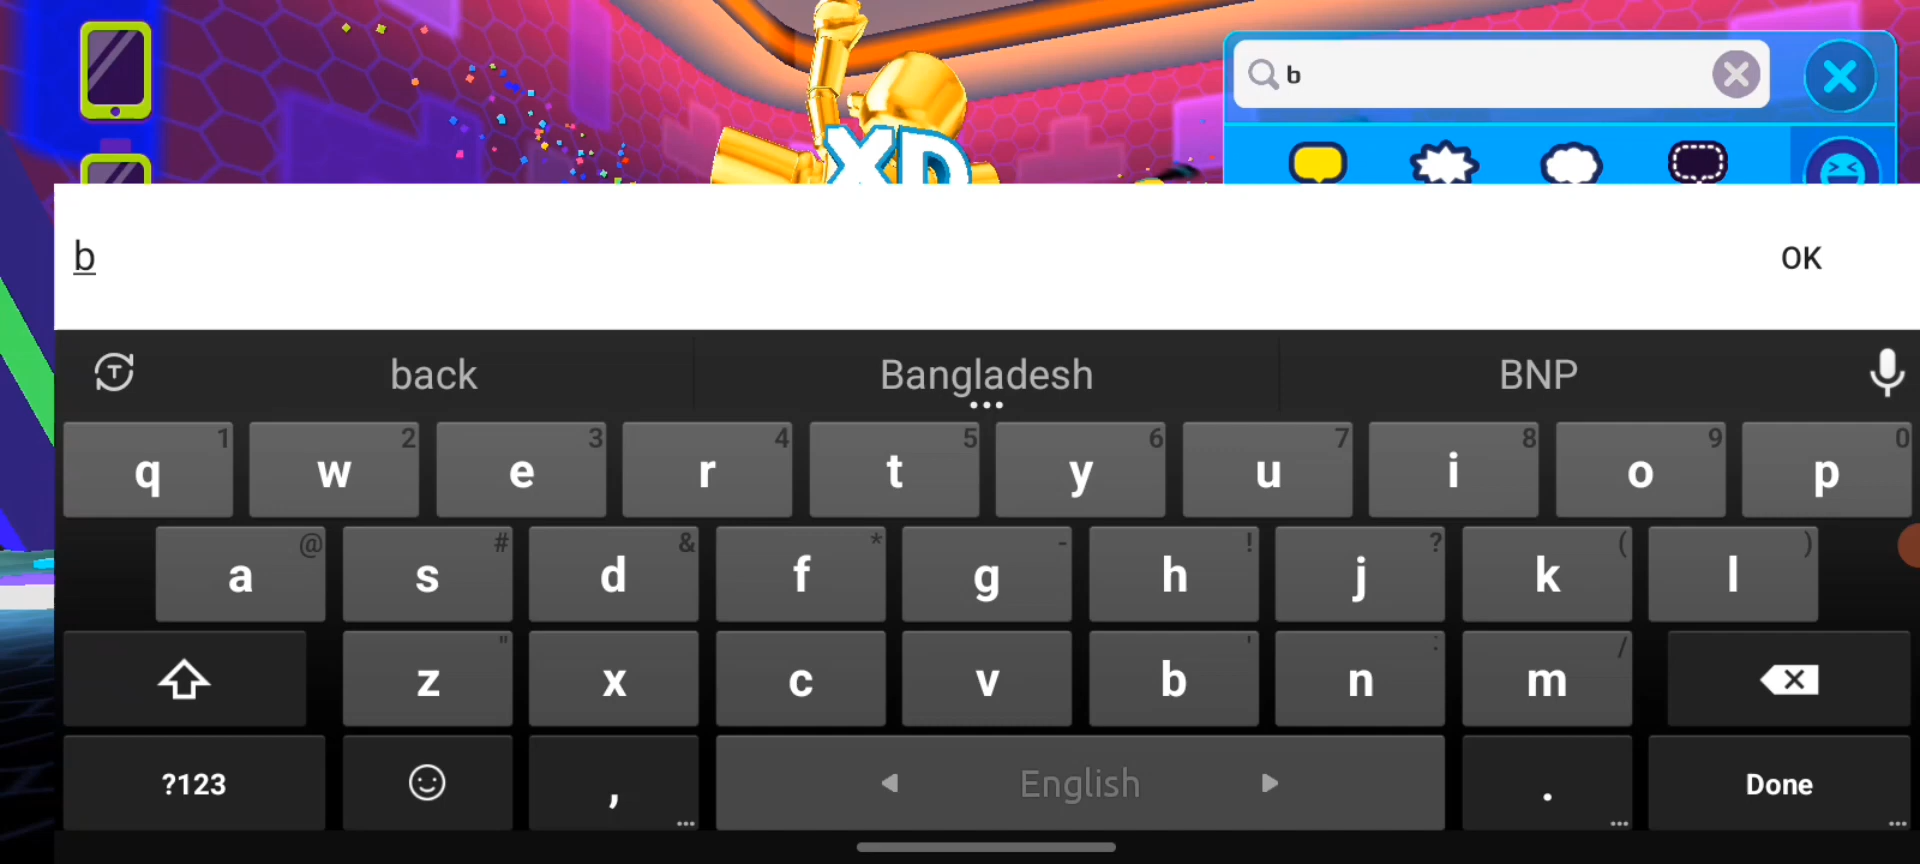 b
XD
b
OK
back Bangladesh BNP
1 2 3 4 5 6 7 8 9 0
q w e r t y u i o p
@ # & * - ! ? ( )
a s d f g h j k l
" ' : /
z x c v b n m
?123 , English . Done